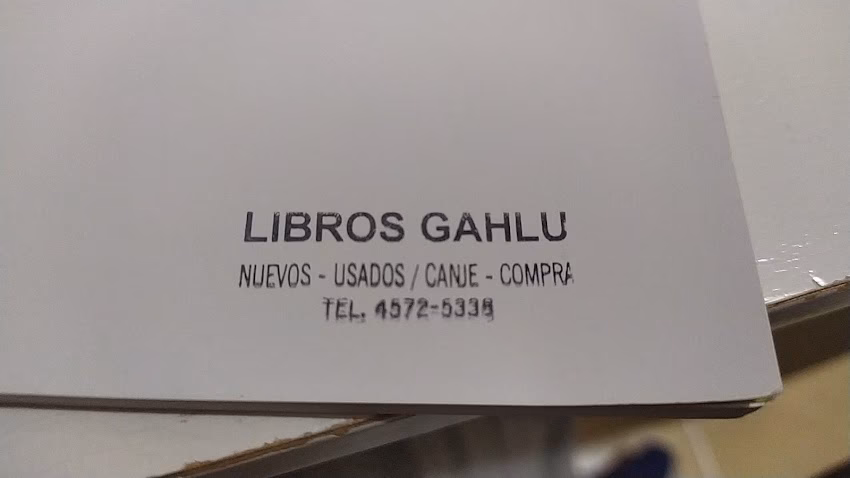 LIBROS GAHLU
NUEVOS - USADOS / CANJE - COMPRA
TEL. 4572-5338